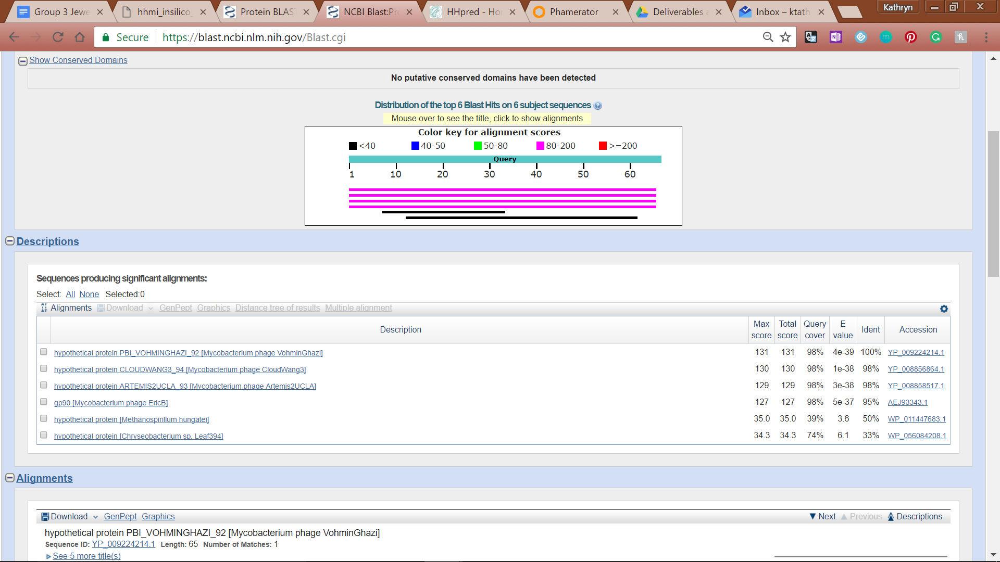 Group 3 Jewe
hhmi_insilico_
Protein BLAST
NCBI Blast:Pr
HHpred - Ho
Phamerator
Deliverables a
Inbox – ktath
Kathryn
Secure
https://blast.ncbi.nlm.nih.gov/Blast.cgi
Show Conserved Domains
No putative conserved domains have been detected
Distribution of the top 6 Blast Hits on 6 subject sequences
Mouse over to see the title, click to show alignments
Color key for alignment scores
<40 40-50 50-80 80-200 >=200
Query
1 10 20 30 40 50 60
Descriptions
Sequences producing significant alignments:
Select: All None Selected:0
Alignments Download GenPept Graphics Distance tree of results Multiple alignment
Description Max score Total score Query cover E value Ident Accession
hypothetical protein PBI_VOHMINGHAZI_92 [Mycobacterium phage VohminGhazi] 131 131 98% 4e-39 100% YP_009224214.1
hypothetical protein CLOUDWANG3_94 [Mycobacterium phage CloudWang3] 130 130 98% 1e-38 98% YP_008856864.1
hypothetical protein ARTEMIS2UCLA_93 [Mycobacterium phage Artemis2UCLA] 129 129 98% 3e-38 98% YP_008858517.1
gp90 [Mycobacterium phage EricB] 127 127 98% 5e-37 95% AEJ93343.1
hypothetical protein [Methanospirillum hungatei] 35.0 35.0 39% 3.6 50% WP_011447683.1
hypothetical protein [Chryseobacterium sp. Leaf394] 34.3 34.3 74% 6.1 33% WP_056084208.1
Alignments
Download GenPept Graphics Next Previous Descriptions
hypothetical protein PBI_VOHMINGHAZI_92 [Mycobacterium phage VohminGhazi]
Sequence ID: YP_009224214.1 Length: 65 Number of Matches: 1
See 5 more title(s)